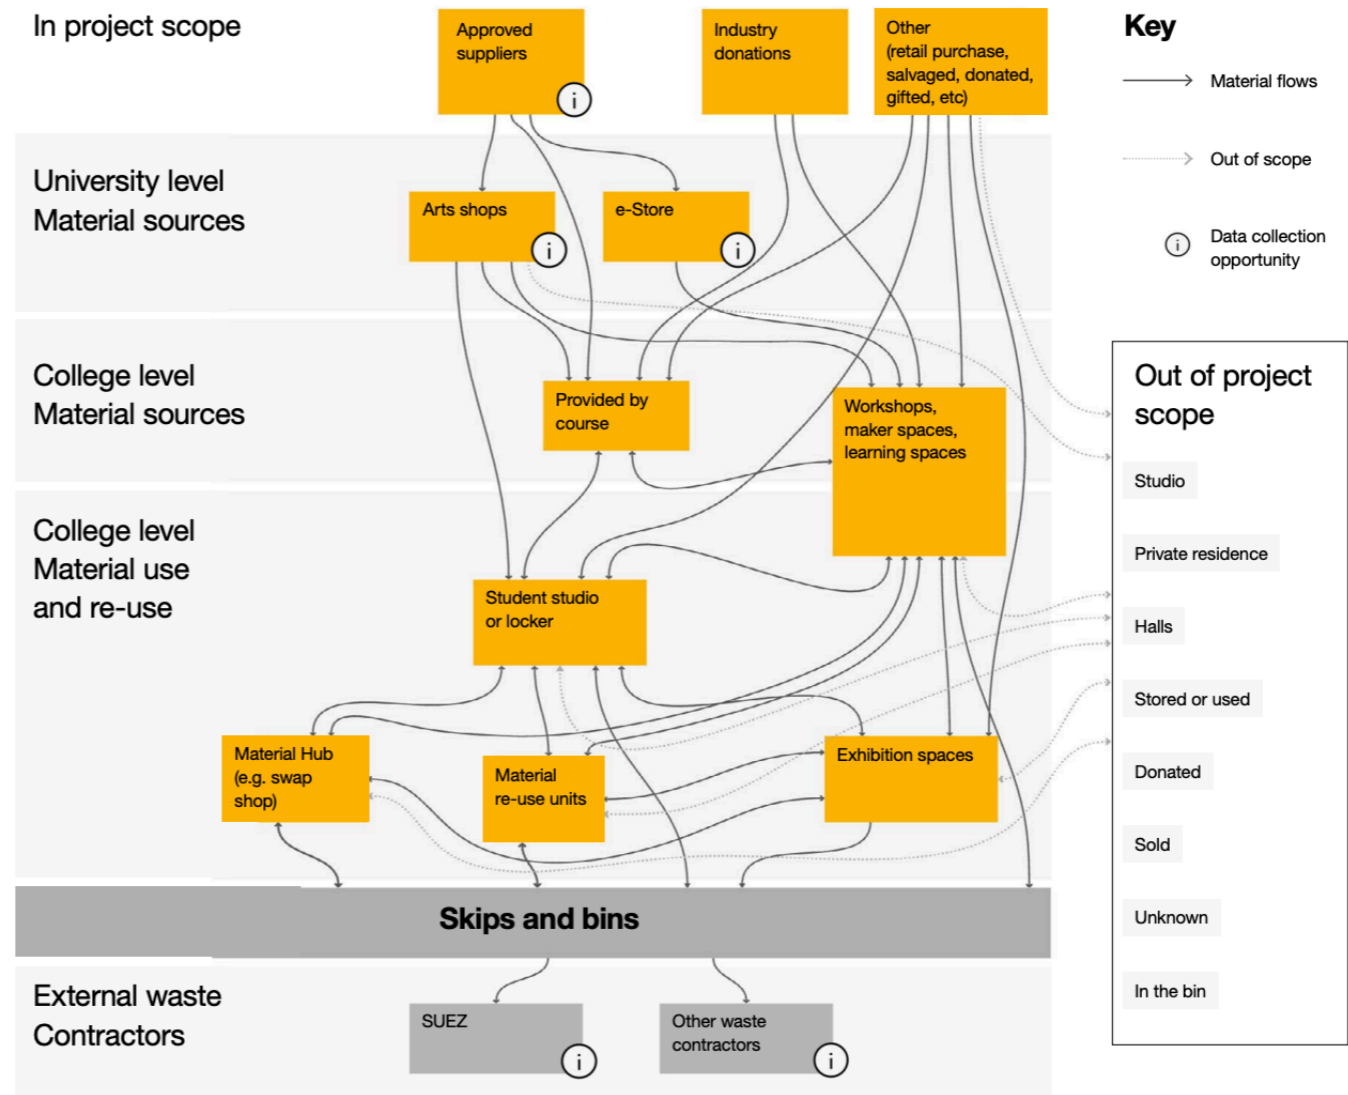 In project scope
Approved
suppliers
i
Industry
donations
Other
(retail purchase,
salvaged, donated,
gifted, etc)
Key
Material flows
Out of scope
i
Data collection
opportunity
University level
Material sources
Arts shops
i
e-Store
i
College level
Material sources
Provided by
course
Workshops,
maker spaces,
learning spaces
College level
Material use
and re-use
Student studio
or locker
Material Hub
(e.g. swap
shop)
Material
re-use units
Exhibition spaces
Skips and bins
External waste
Contractors
SUEZ
i
Other waste
contractors
i
Out of project
scope
Studio
Private residence
Halls
Stored or used
Donated
Sold
Unknown
In the bin